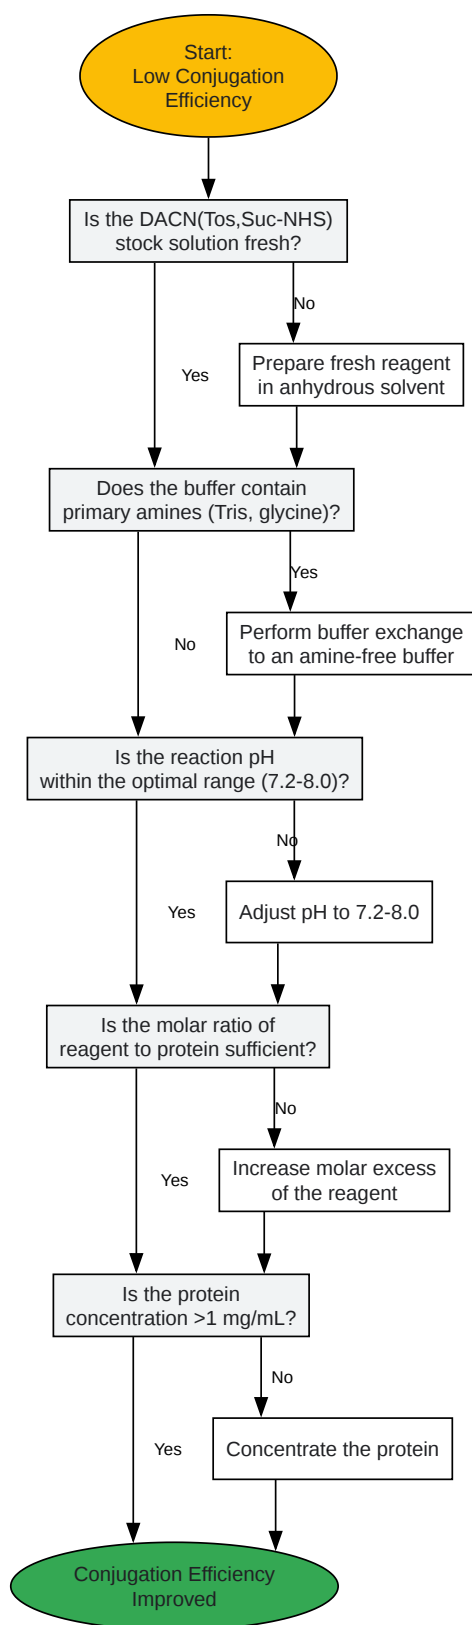 Start:
Low Conjugation
Efficiency
Is the DACN(Tos,Suc-NHS)
stock solution fresh?
No
Yes
Prepare fresh reagent
in anhydrous solvent
Does the buffer contain
primary amines (Tris, glycine)?
Yes
No
Perform buffer exchange
to an amine-free buffer
Is the reaction pH
within the optimal range (7.2-8.0)?
No
Yes
Adjust pH to 7.2-8.0
Is the molar ratio of
reagent to protein sufficient?
No
Yes
Increase molar excess
of the reagent
Is the protein
concentration >1 mg/mL?
No
Yes
Concentrate the protein
Conjugation Efficiency
Improved